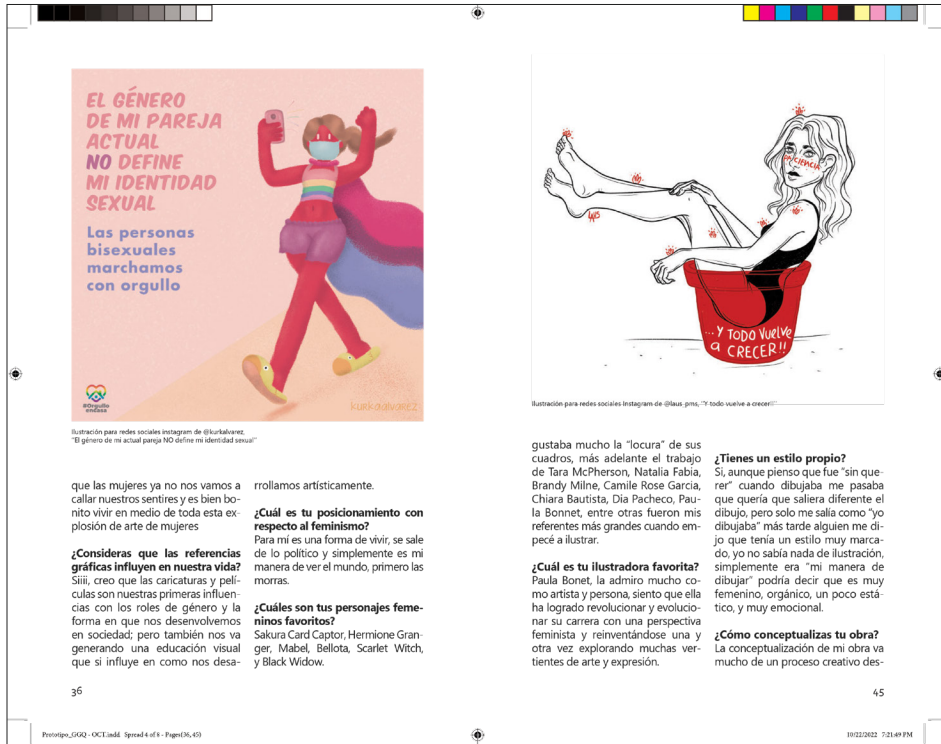 EL GÉNERO
DE MI PAREJA
ACTUAL
NO DEFINE
MI IDENTIDAD
SEXUAL
Las personas
bisexuales
marchamos
con orgullo
#Orgullo
enCasa
kurkdalvarez
Ilustración para redes sociales instagram de @kurkalvarez,
"El género de mi actual pareja NO define mi identidad sexual"
que las mujeres ya no nos vamos a
callar nuestros sentires y es bien bo-
nito vivir en medio de toda esta ex-
plosión de arte de mujeres
¿Consideras que las referencias
gráficas influyen en nuestra vida?
Siiii, creo que las caricaturas y pelí-
culas son nuestras primeras influen-
cias con los roles de género y la
forma en que nos desenvolvemos
en sociedad; pero también nos va
generando una educación visual
que si influye en como nos desa-
rrollamos artísticamente.
¿Cuál es tu posicionamiento con
respecto al feminismo?
Para mí es una forma de vivir, se sale
de lo político y simplemente es mi
manera de ver el mundo, primero las
morras.
¿Cuáles son tus personajes feme-
ninos favoritos?
Sakura Card Captor, Hermione Gran-
ger, Mabel, Bellota, Scarlet Witch,
y Black Widow.
36
PACIENCIA
LAUS
...Y TODO VUELVE
A CRECER!!
Ilustración para redes sociales Instagram de @laus_pms, "Y todo vuelve a crecer!!"
gustaba mucho la "locura" de sus
cuadros, más adelante el trabajo
de Tara McPherson, Natalia Fabia,
Brandy Milne, Camile Rose Garcia,
Chiara Bautista, Dia Pacheco, Pau-
la Bonnet, entre otras fueron mis
referentes más grandes cuando em-
pecé a ilustrar.
¿Cuál es tu ilustradora favorita?
Paula Bonet, la admiro mucho co-
mo artista y persona, siento que ella
ha logrado revolucionar y evolucio-
nar su carrera con una perspectiva
feminista y reinventándose una y
otra vez explorando muchas ver-
tientes de arte y expresión.
¿Tienes un estilo propio?
Si, aunque pienso que fue "sin que-
rer" cuando dibujaba me pasaba
que quería que saliera diferente el
dibujo, pero solo me salía como "yo
dibujaba" más tarde alguien me di-
jo que tenía un estilo muy marca-
do, yo no sabía nada de ilustración,
simplemente era "mi manera de
dibujar" podría decir que es muy
femenino, orgánico, un poco está-
tico, y muy emocional.
¿Cómo conceptualizas tu obra?
La conceptualización de mi obra va
mucho de un proceso creativo des-
45
Prototipo_GGQ - OCT.indd Spread 4 of 8 - Pages(36, 45)
10/22/2022 7:21:49 PM